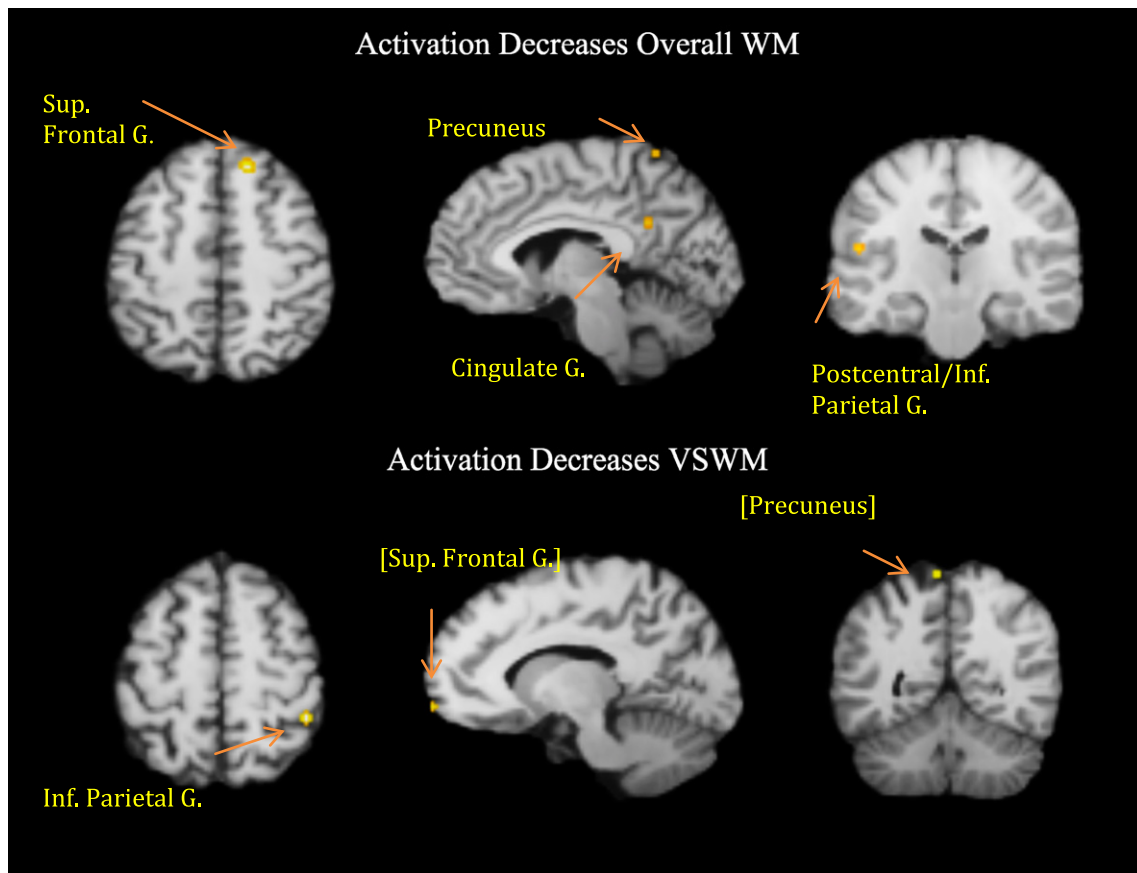 Activation Decreases Overall WM
Sup.
Frontal G.
Precuneus
Cingulate G.
Postcentral/Inf.
Parietal G.
Activation Decreases VSWM
[Precuneus]
[Sup. Frontal G.]
Inf. Parietal G.